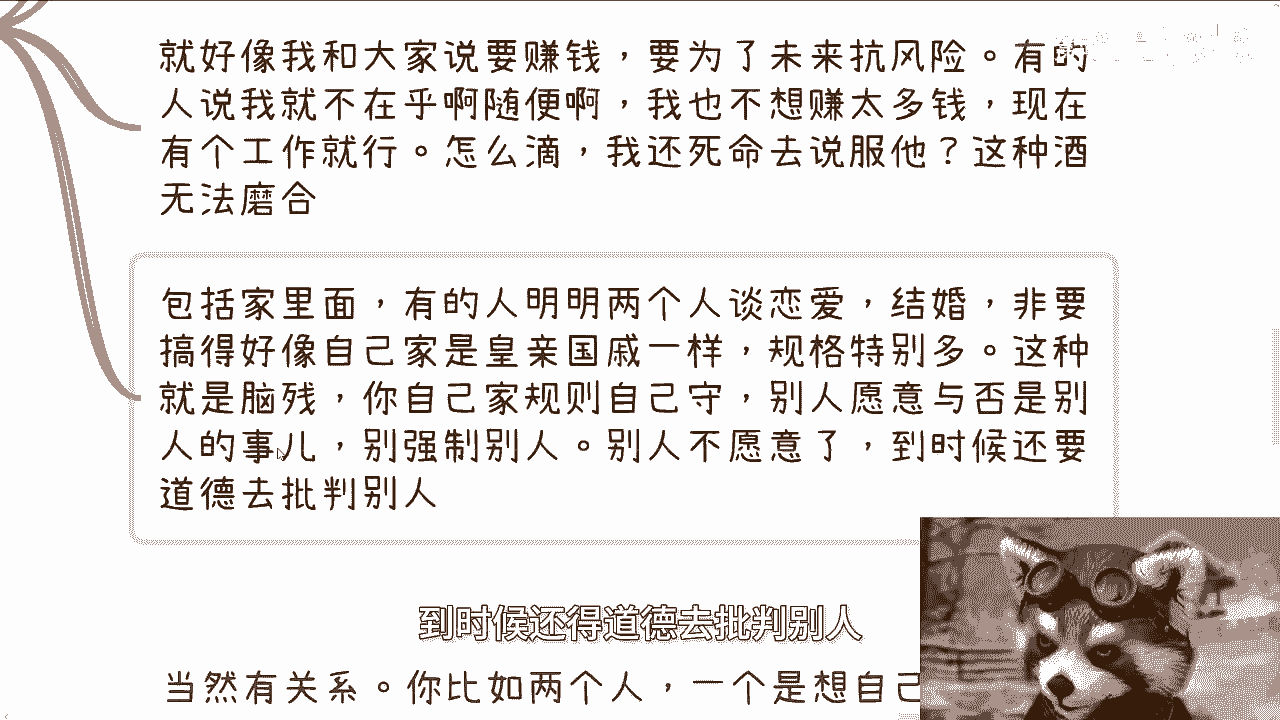 就好像我和大家说要赚钱，要为了未来抗风险。有的
人说我就不在乎啊随便啊，我也不想赚太多钱，现在
有个工作就行。怎么滴，我还死命去说服他？这种酒
无法磨合
包括家里面，有的人明明两个人谈恋爱，结婚，非要
搞得好像自己家是皇亲国戚一样，规格特别多。这种
就是脑残，你自己家规则自己守，别人愿意与否是别
人的事儿，别强制别人。别人不愿意了，到时候还要
道德去批判别人
到时候还得道德去批判别人
当然有关系。你比如两个人，一个是想自己